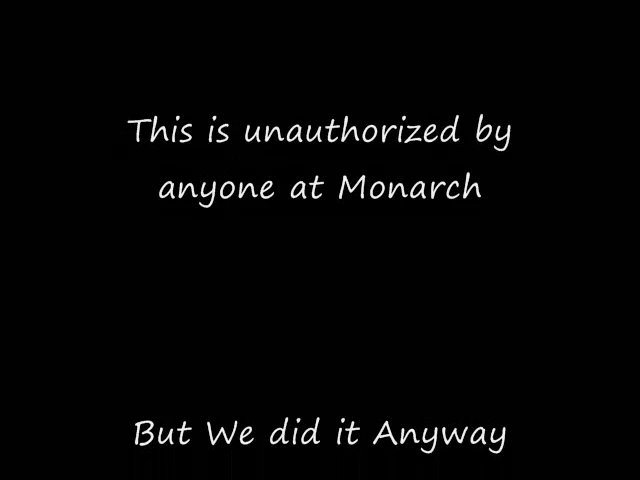 This is unauthorized by
anyone at Monarch
But We did it Anyway